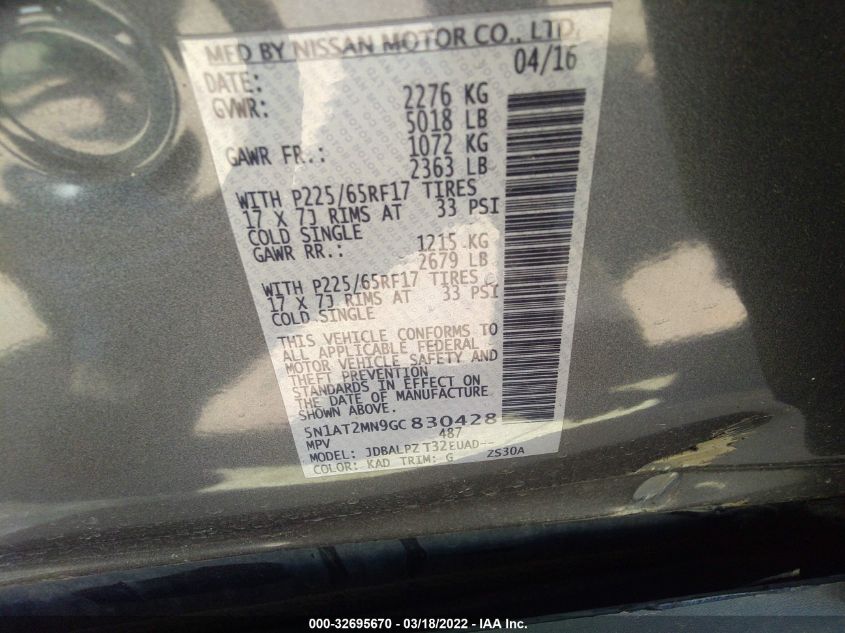 MFD BY NISSAN MOTOR CO., LTD.
DATE: 04/16
GVWR: 2276 KG
5018 LB
GAWR FR.: 1072 KG
2363 LB
WITH P225/65RF17 TIRES
17 X 7J RIMS AT 33 PSI
COLD SINGLE
GAWR RR.: 1215 KG
2679 LB
WITH P225/65RF17 TIRES
17 X 7J RIMS AT 33 PSI
COLD SINGLE
THIS VEHICLE CONFORMS TO
ALL APPLICABLE FEDERAL
MOTOR VEHICLE SAFETY AND
THEFT PREVENTION
STANDARDS IN EFFECT ON
THE DATE OF MANUFACTURE
SHOWN ABOVE.
5N1AT2MN9GC830428
MPV 487
MODEL: JDBALPZ T32EUAD--
COLOR: KAD TRIM: G ZS30A
000-32695670 - 03/18/2022 - IAA Inc.